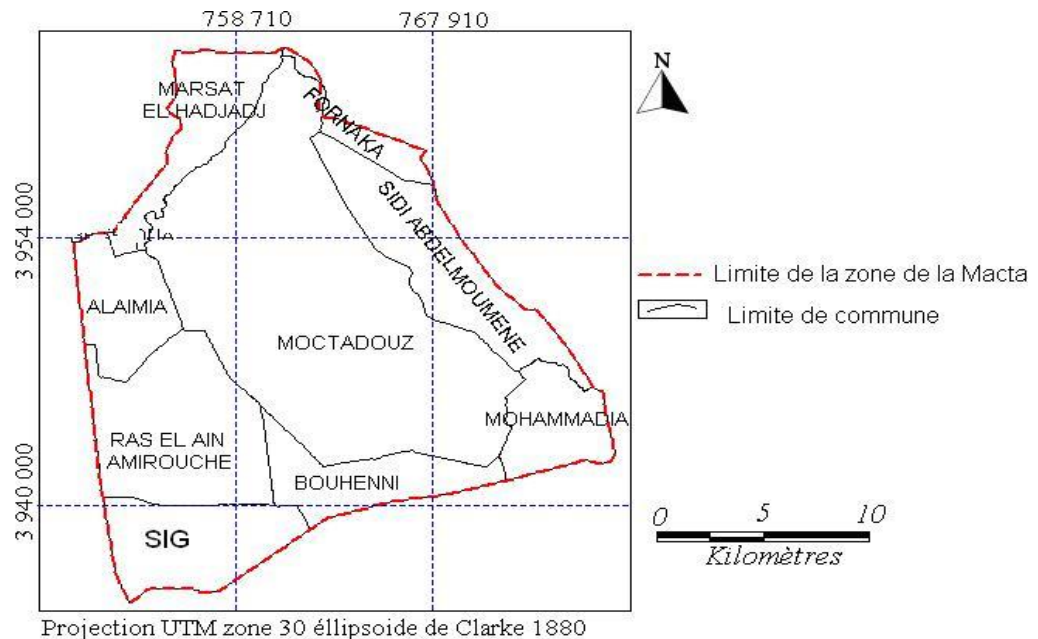 758 710
767 910
N
MARSAT
EL HADJADJ
FORNAKA
SIDI ABDELMOUMENE
3 954 000
ALAIMIA
MOCTADOUZ
MOHAMMADIA
RAS EL AIN
AMIROUCHE
BOUHENNI
3 940 000
SIG
Limite de la zone de la Macta
Limite de commune
0 5 10
Kilomètres
Projection UTM zone 30 éllipsoide de Clarke 1880